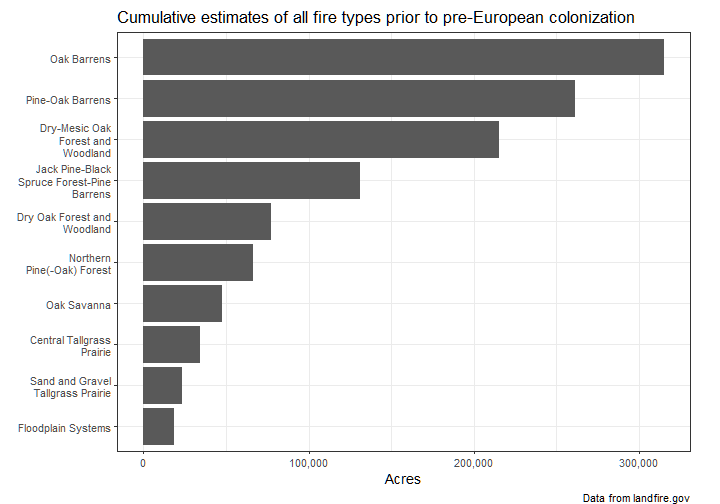 Cumulative estimates of all fire types prior to pre-European colonization
Oak Barrens
Pine-Oak Barrens
Dry-Mesic Oak
Forest and
Woodland
Jack Pine-Black
Spruce Forest-Pine
Barrens
Dry Oak Forest and
Woodland
Northern
Pine(-Oak) Forest
Oak Savanna
Central Tallgrass
Prairie
Sand and Gravel
Tallgrass Prairie
Floodplain Systems
0 100,000 200,000 300,000
Acres
Data from landfire.gov